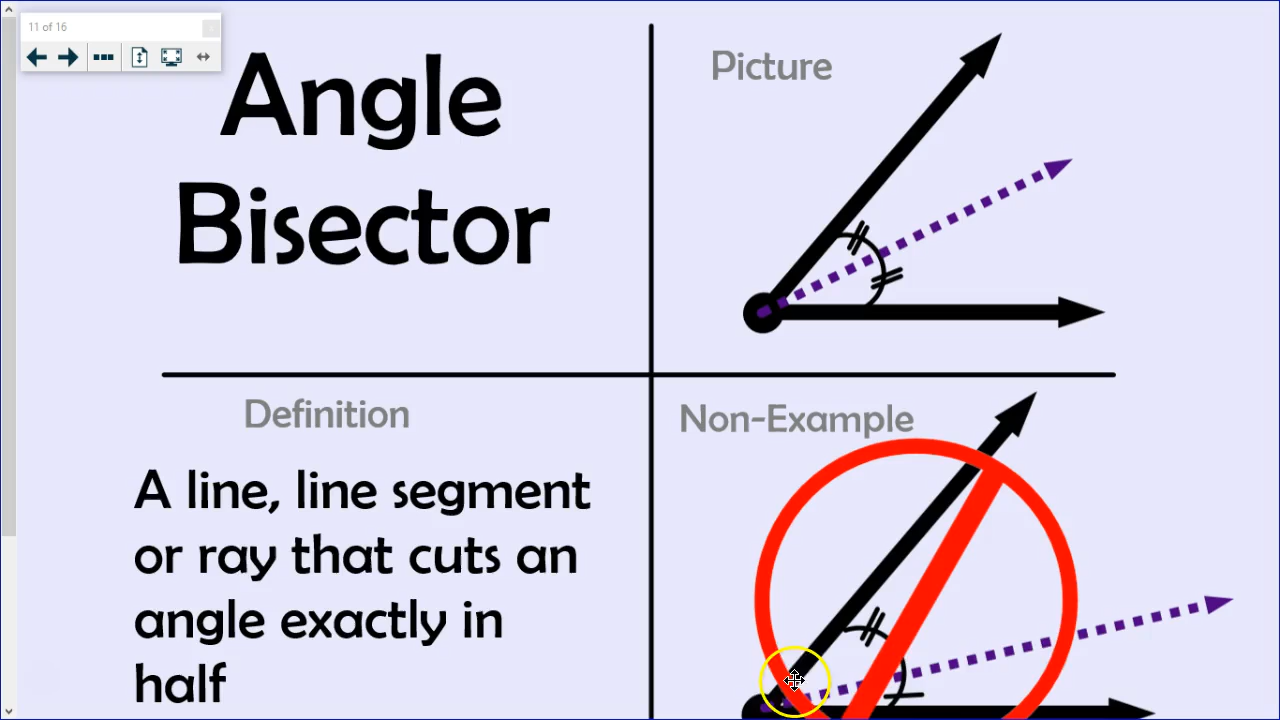 11 of 16
Angle
Bisector
Picture
Definition
A line, line segment
or ray that cuts an
angle exactly in
half
Non-Example